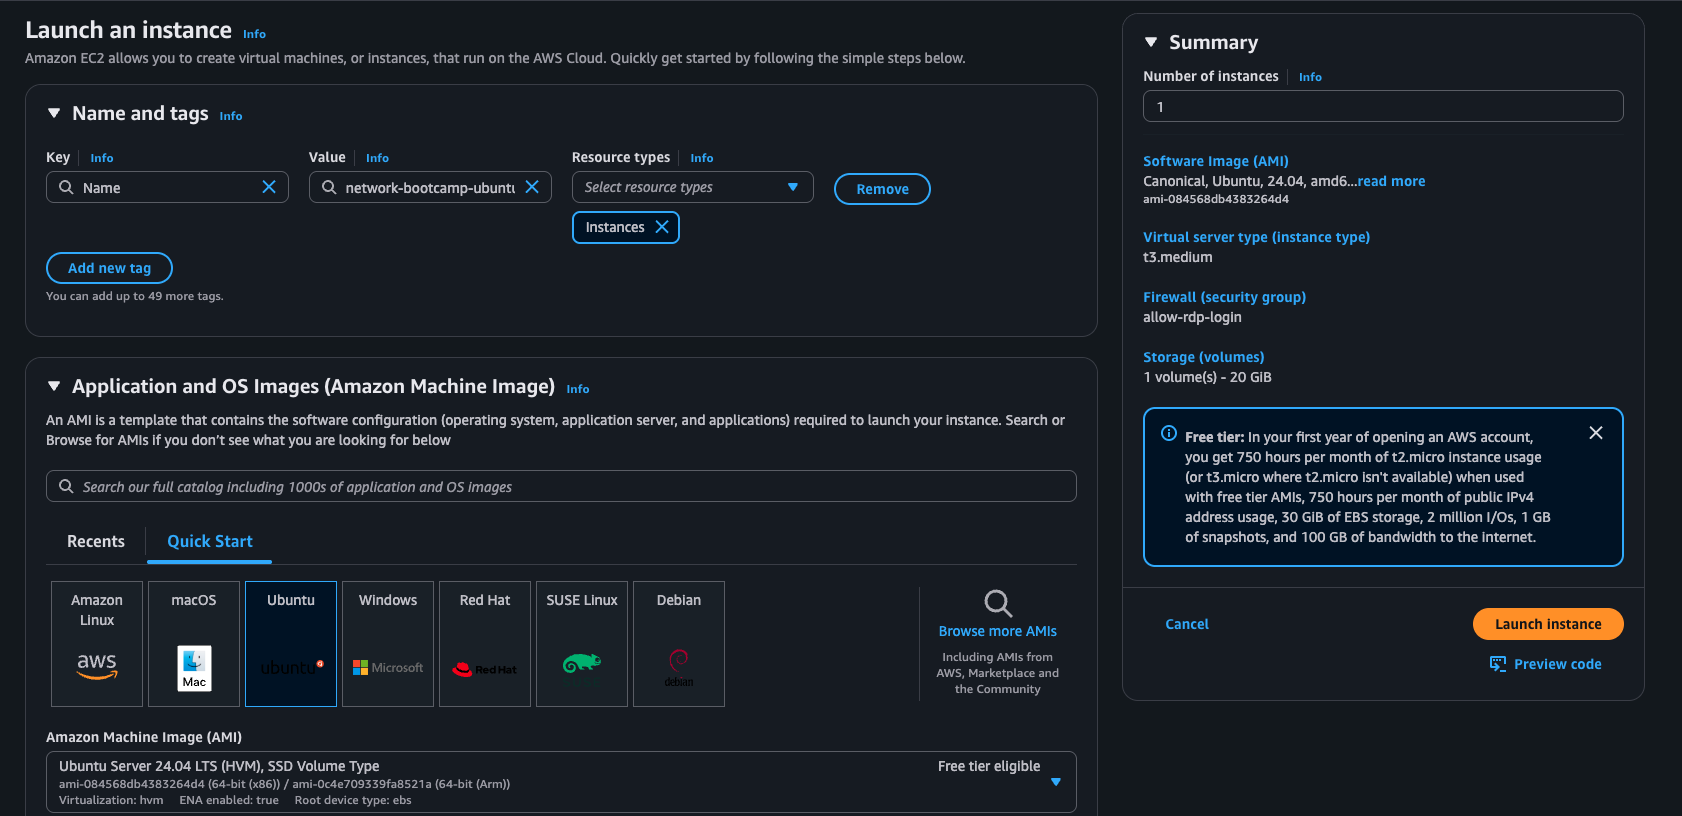 Launch an instance Info
Amazon EC2 allows you to create virtual machines, or instances, that run on the AWS Cloud. Quickly get started by following the simple steps below.
Name and tags Info
Key Info
Value Info
Resource types Info
Name
network-bootcamp-ubuntu
Select resource types
Remove
Instances
Add new tag
You can add up to 49 more tags.
Application and OS Images (Amazon Machine Image) Info
An AMI is a template that contains the software configuration (operating system, application server, and applications) required to launch your instance. Search or
Browse for AMIs if you don’t see what you are looking for below
Search our full catalog including 1000s of application and OS images
Recents
Quick Start
Amazon
Linux
aws
macOS
Mac
Ubuntu
ubuntu
Windows
Microsoft
Red Hat
Red Hat
SUSE Linux
Debian
debian
Browse more AMIs
Including AMIs from
AWS, Marketplace and
the Community
Amazon Machine Image (AMI)
Ubuntu Server 24.04 LTS (HVM), SSD Volume Type
Free tier eligible
ami-084568db4383264d4 (64-bit (x86)) / ami-0c4e709339fa8521a (64-bit (Arm))
Virtualization: hvm ENA enabled: true Root device type: ebs
Summary
Number of instances Info
1
Software Image (AMI)
Canonical, Ubuntu, 24.04, amd6...read more
ami-084568db4383264d4
Virtual server type (instance type)
t3.medium
Firewall (security group)
allow-rdp-login
Storage (volumes)
1 volume(s) - 20 GiB
Free tier: In your first year of opening an AWS account,
you get 750 hours per month of t2.micro instance usage
(or t3.micro where t2.micro isn't available) when used
with free tier AMIs, 750 hours per month of public IPv4
address usage, 30 GiB of EBS storage, 2 million I/Os, 1 GB
of snapshots, and 100 GB of bandwidth to the internet.
Cancel
Launch instance
Preview code